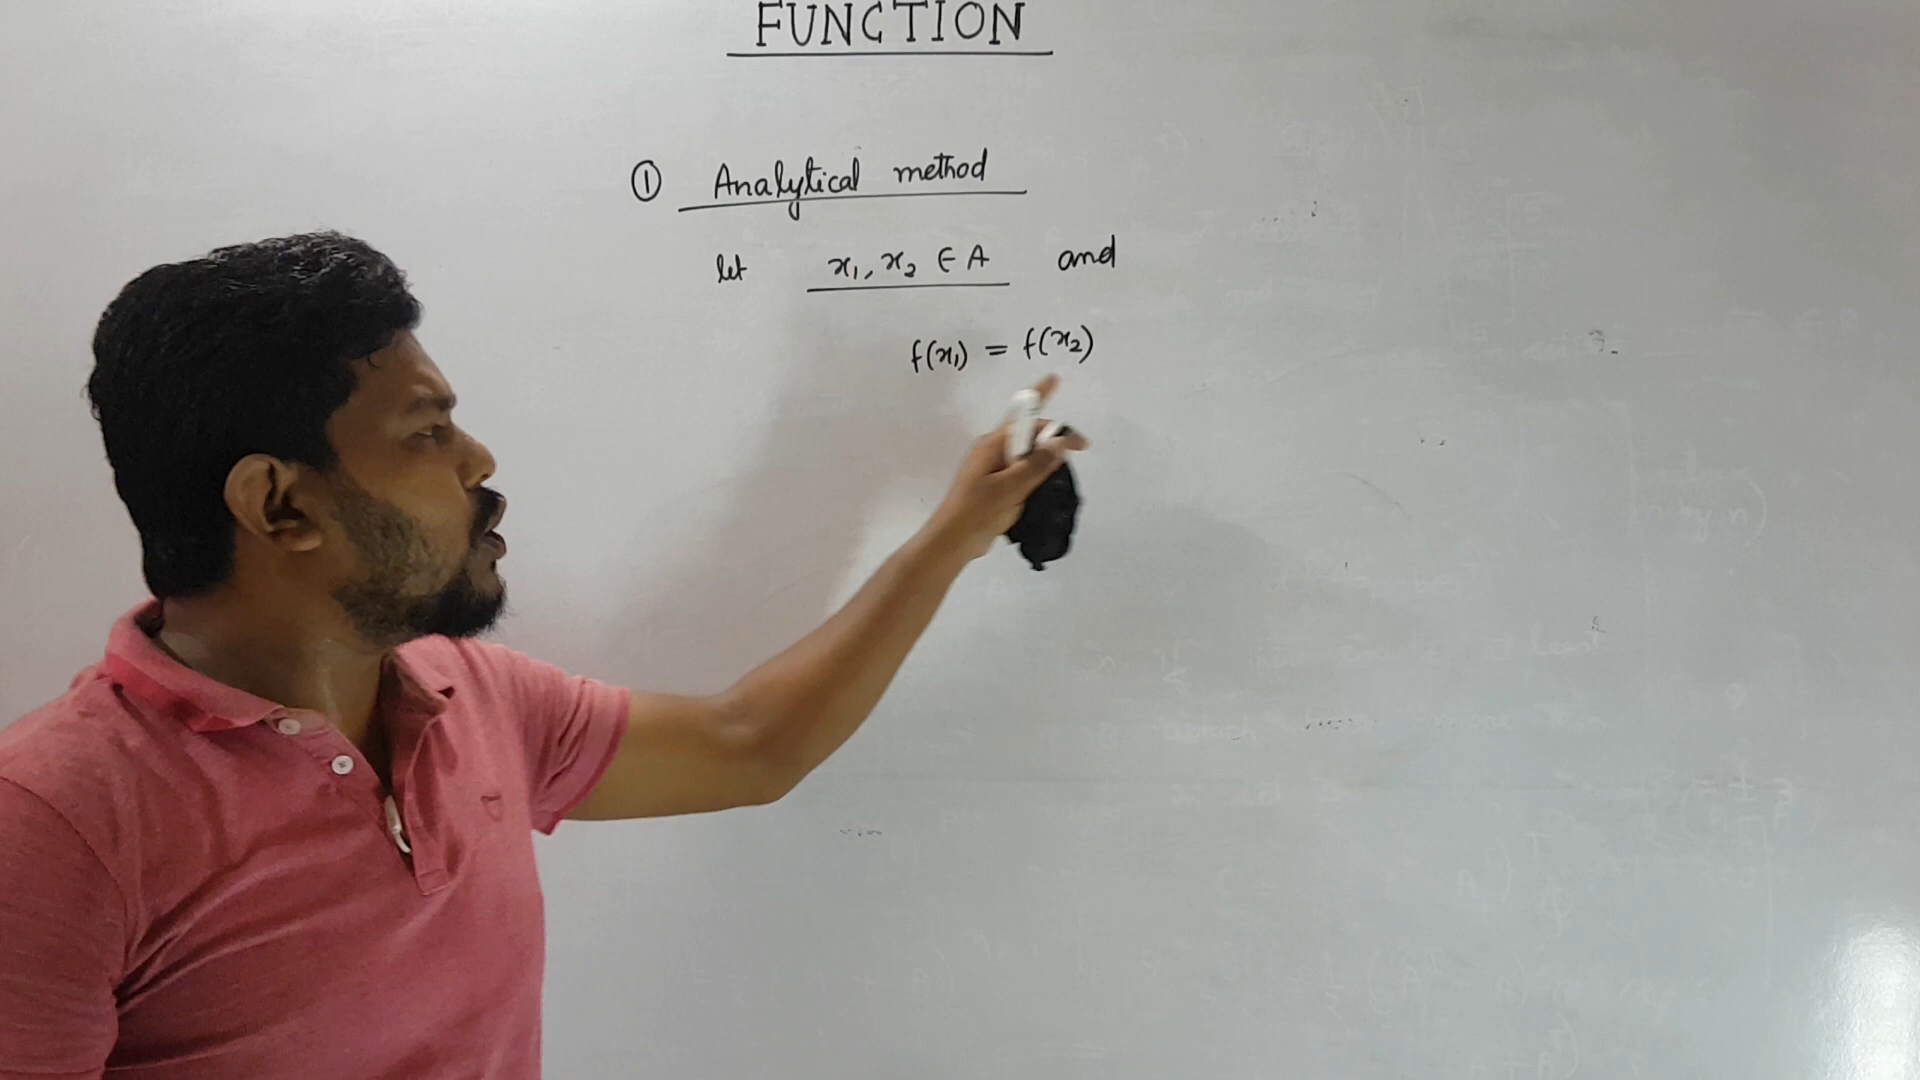 FUNCTION
① Analytical method
let x₁, x₂ ∈ A and
f(x₁) = f(x₂)